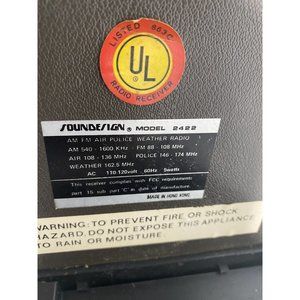 LISTED 863C
UL
RADIO RECEIVER
SOUNDESIGN ® MODEL 2422
AM FM AIR POLICE WEATHER RADIO
AM 540 - 1600 KHz FM 88 - 108 MHz
AIR 108 - 136 MHz POLICE 146 - 174 MHz
WEATHER 162.5 MHz
AC 110-120volt 60Hz 5watts
This receiver complies with FCC requirements
part 15 sub part 'C' as date of manufacture.
MADE IN HONG KONG
WARNING: TO PREVENT FIRE OR SHOCK
HAZARD, DO NOT EXPOSE THIS APPLIANCE
TO RAIN OR MOISTURE.